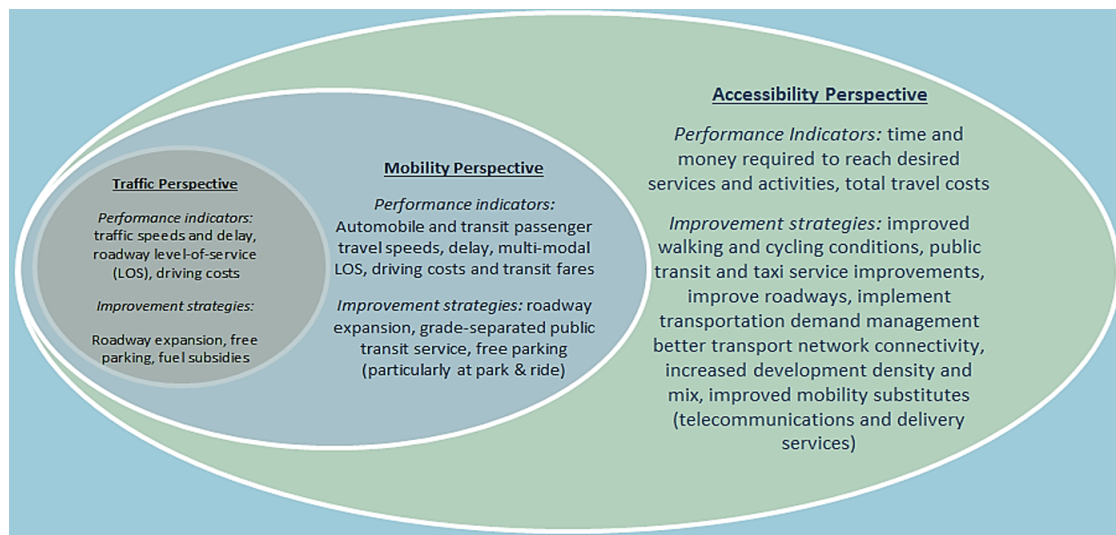 Traffic Perspective
Performance indicators:
traffic speeds and delay,
roadway level-of-service
(LOS), driving costs
Improvement strategies:
Roadway expansion, free
parking, fuel subsidies
Mobility Perspective
Performance indicators:
Automobile and transit passenger
travel speeds, delay, multi-modal
LOS, driving costs and transit fares
Improvement strategies: roadway
expansion, grade-separated public
transit service, free parking
(particularly at park & ride)
Accessibility Perspective
Performance Indicators: time and
money required to reach desired
services and activities, total travel costs
Improvement strategies: improved
walking and cycling conditions, public
transit and taxi service improvements,
improve roadways, implement
transportation demand management
better transport network connectivity,
increased development density and
mix, improved mobility substitutes
(telecommunications and delivery
services)